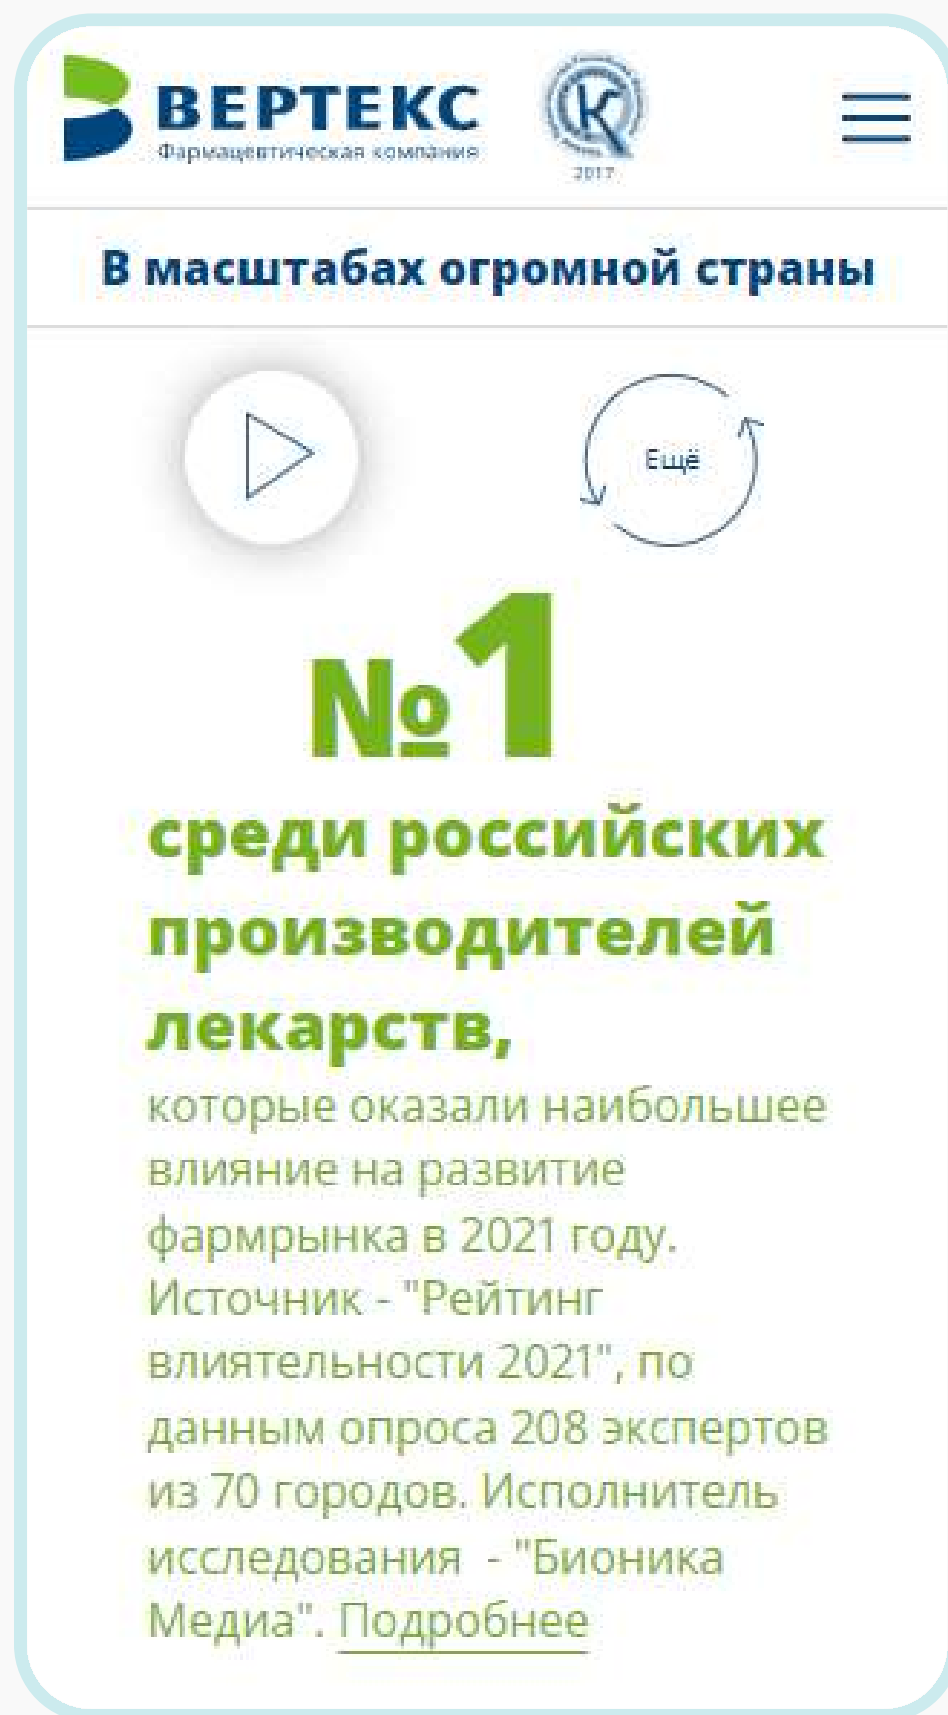 ВЕРТЕКС
Фармацевтическая компания
2017
В масштабах огромной страны
Ещё
№1
среди российских
производителей
лекарств,
которые оказали наибольшее
влияние на развитие
фармрынка в 2021 году.
Источник - "Рейтинг
влиятельности 2021", по
данным опроса 208 экспертов
из 70 городов. Исполнитель
исследования  - "Бионика
Медиа". Подробнее